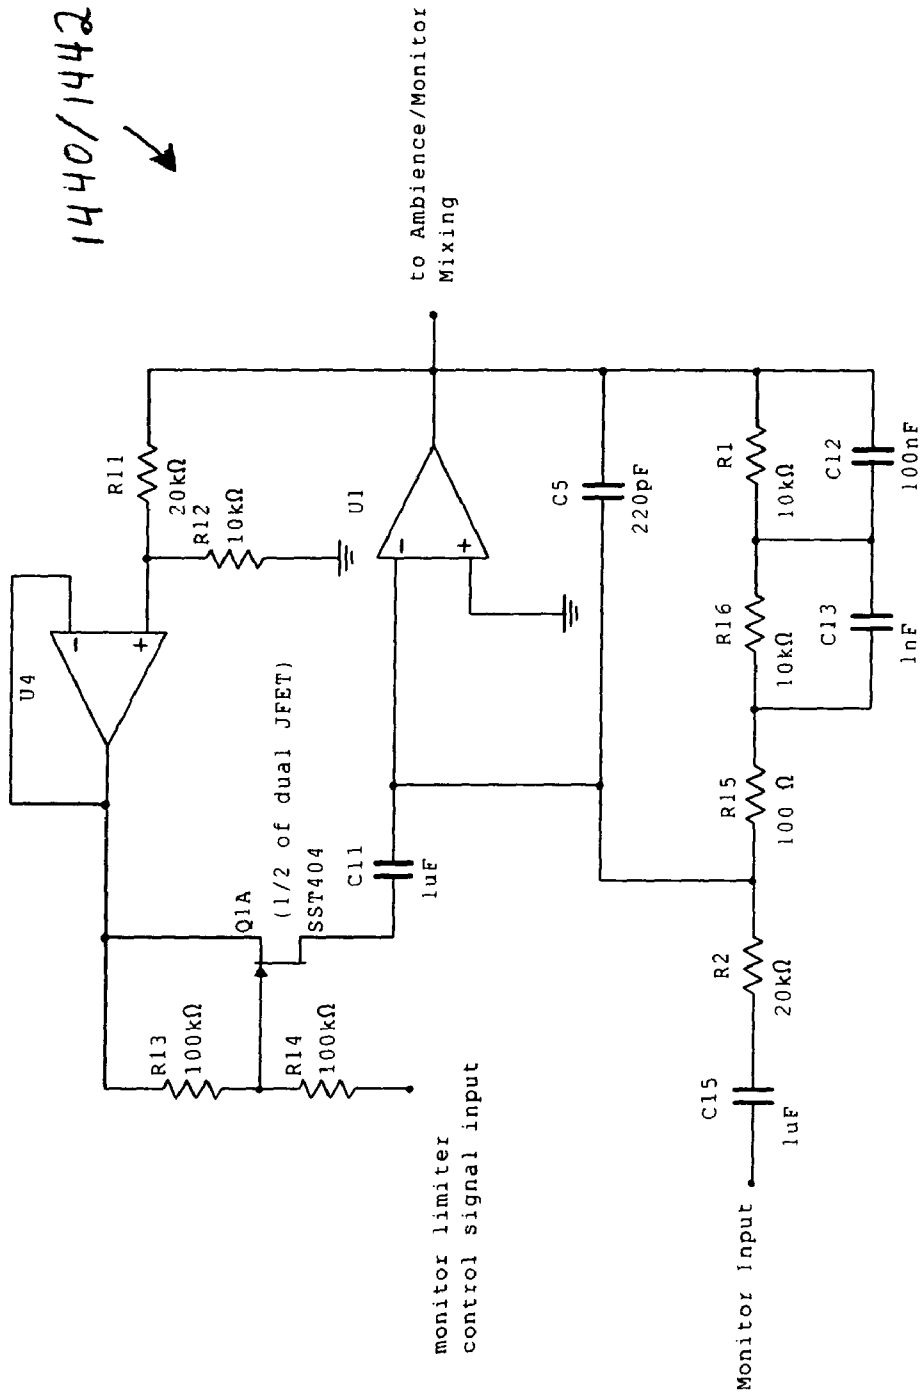 1440/1442
U4
R11
20kΩ
R12
10kΩ
-
+
Q1A
(1/2 of dual JFET)
SST404
R13
100kΩ
R14
100kΩ
monitor limiter
control signal input
C11
1uF
U1
-
+
to Ambience/Monitor
Mixing
C5
220pF
Monitor Input
C15
1uF
R2
20kΩ
R15
100 Ω
R16
10kΩ
R1
10kΩ
C13
1nF
C12
100nF